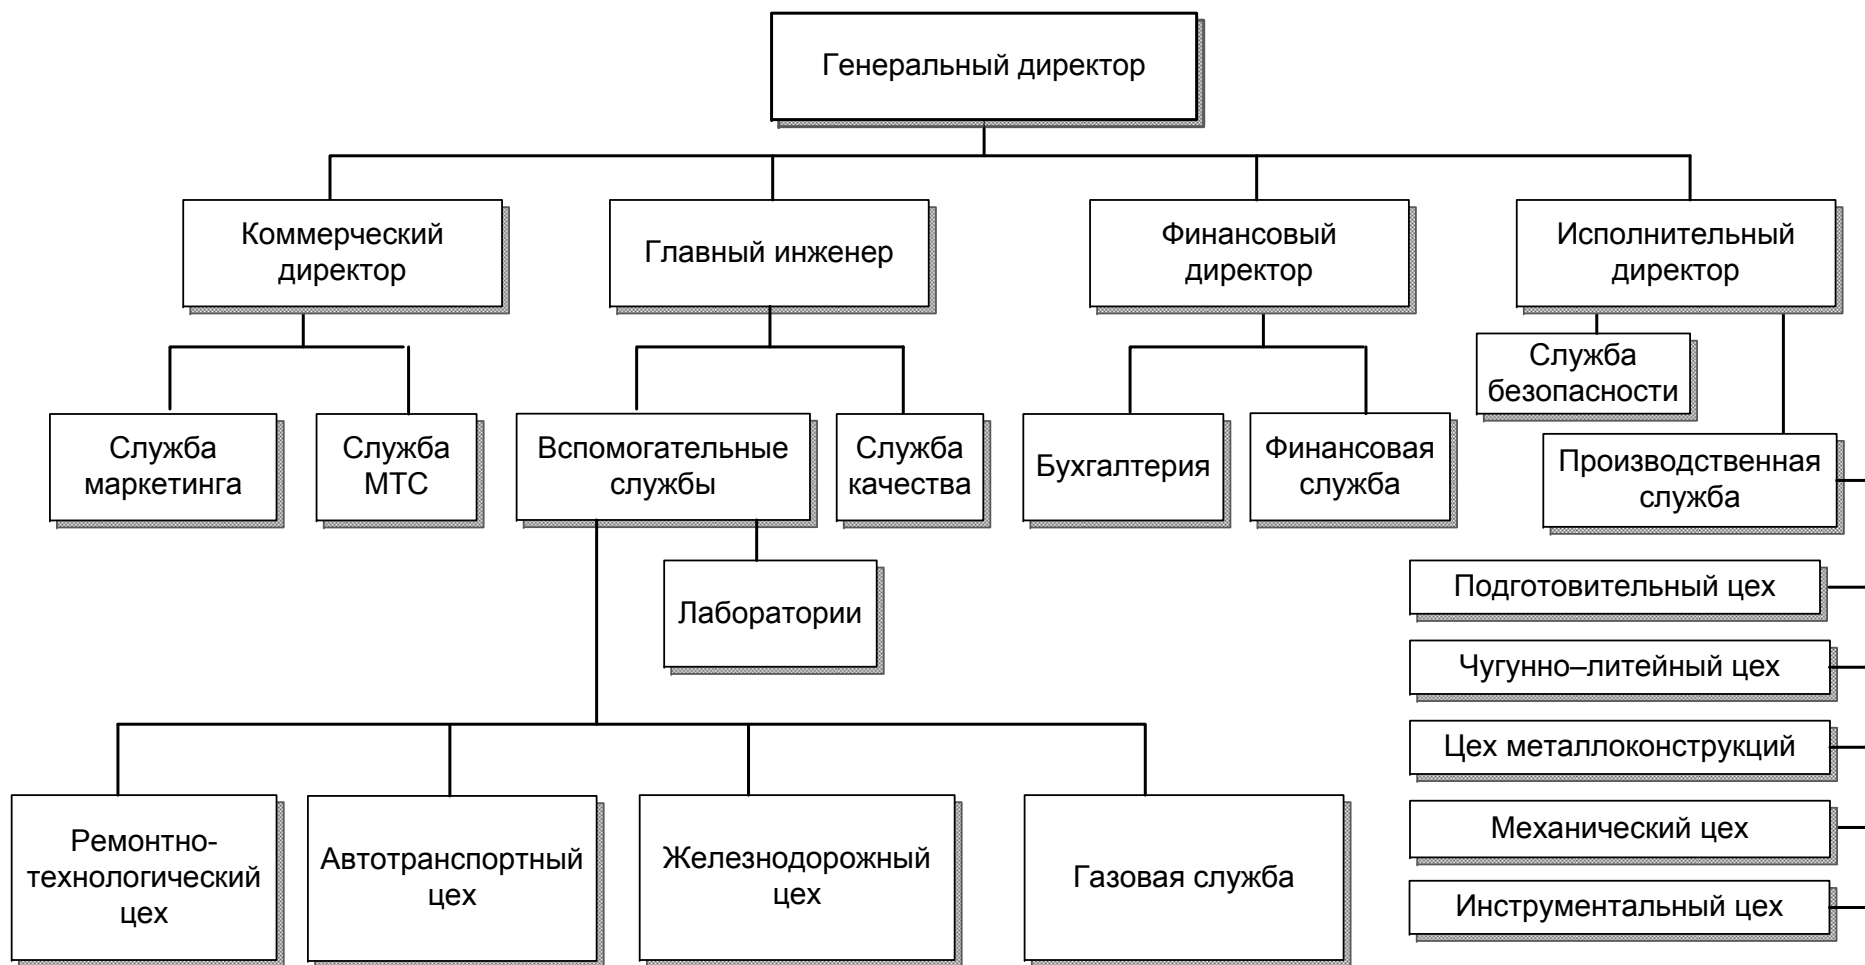 Генеральный директор
Коммерческий
директор
Главный инженер
Финансовый
директор
Исполнительный
директор
Служба
безопасности
Служба
маркетинга
Служба
МТС
Вспомогательные
службы
Служба
качества
Бухгалтерия
Финансовая
служба
Производственная
служба
Лаборатории
Подготовительный цех
Чугунно–литейный цех
Цех металлоконструкций
Механический цех
Инструментальный цех
Ремонтно-
технологический
цех
Автотранспортный
цех
Железнодорожный
цех
Газовая служба